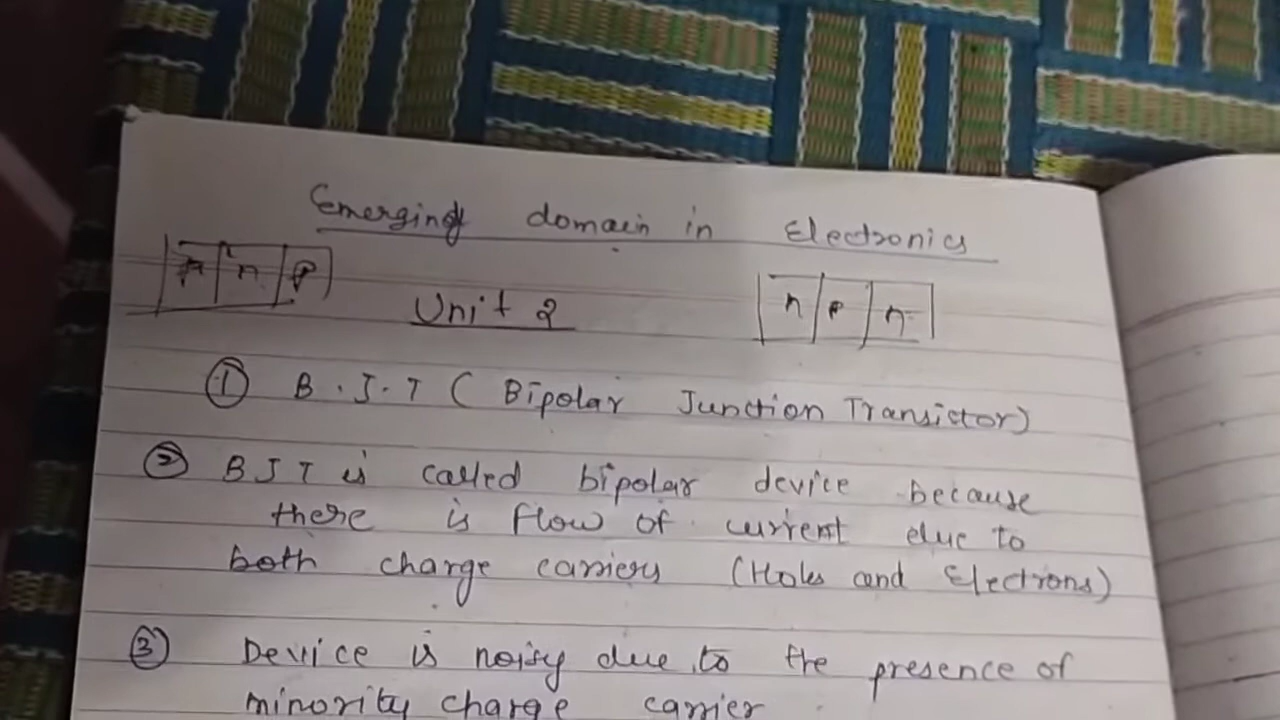 Emerging domain in Electronics
p n p
Unit 2
n p n
① B.J.T ( Bipolar Junction Transictor)
② BJT is called bipolar device because
there is flow of current due to
both charge carriers (Holes and Electrons)
③ Device is noisy due to the presence of
minority charge carrier.